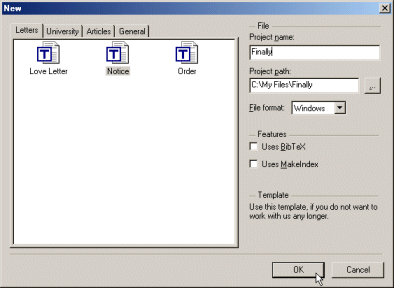 New
Letters University Articles General
Love Letter Notice Order
File
Project name:
Finally
Project path:
C:\My Files\Finally
...
File format: Windows
Features
Uses BibTeX
Uses MakeIndex
Template
Use this template, if you do not want to
work with us any longer.
OK Cancel